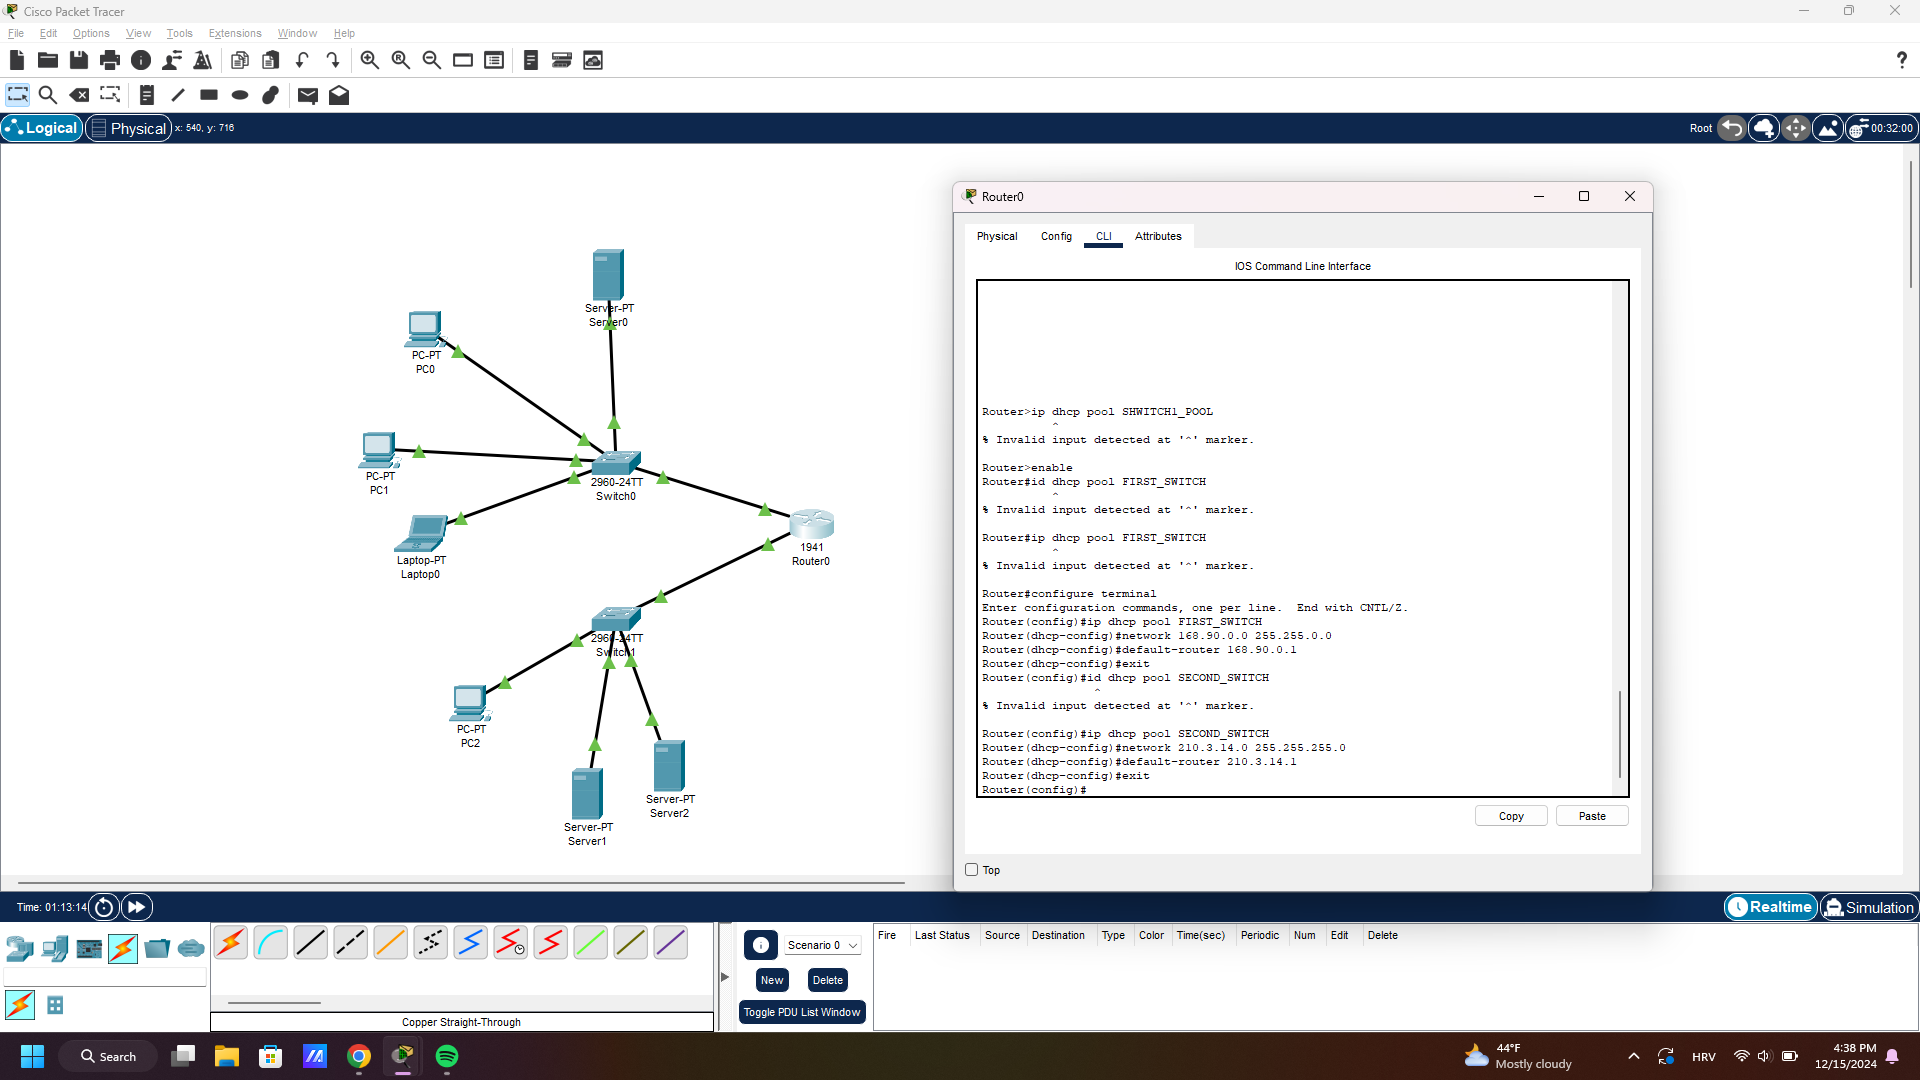 Cisco Packet Tracer
File Edit Options View Tools Extensions Window Help
Logical Physical x: 540, y: 716
Root 00:32:00
Server-PT
Server0
PC-PT
PC0
PC-PT
PC1
2960-24TT
Switch0
Laptop-PT
Laptop0
1941
Router0
2960-24TT
Switch1
PC-PT
PC2
Server-PT
Server2
Server-PT
Server1
Router0
Physical Config CLI Attributes
IOS Command Line Interface
Router>ip dhcp pool SHWITCH1_POOL
^
% Invalid input detected at '^' marker.
Router>enable
Router#id dhcp pool FIRST_SWITCH
^
% Invalid input detected at '^' marker.
Router#ip dhcp pool FIRST_SWITCH
^
% Invalid input detected at '^' marker.
Router#configure terminal
Enter configuration commands, one per line.  End with CNTL/Z.
Router(config)#ip dhcp pool FIRST_SWITCH
Router(dhcp-config)#network 168.90.0.0 255.255.0.0
Router(dhcp-config)#default-router 168.90.0.1
Router(dhcp-config)#exit
Router(config)#id dhcp pool SECOND_SWITCH
^
% Invalid input detected at '^' marker.
Router(config)#ip dhcp pool SECOND_SWITCH
Router(dhcp-config)#network 210.3.14.0 255.255.255.0
Router(dhcp-config)#default-router 210.3.14.1
Router(dhcp-config)#exit
Router(config)#
Copy Paste
Top
Time: 01:13:14
Realtime Simulation
Scenario 0
New Delete
Toggle PDU List Window
Fire Last Status Source Destination Type Color Time(sec) Periodic Num Edit Delete
Copper Straight-Through
Search
44°F
Mostly cloudy
HRV
4:38 PM
12/15/2024